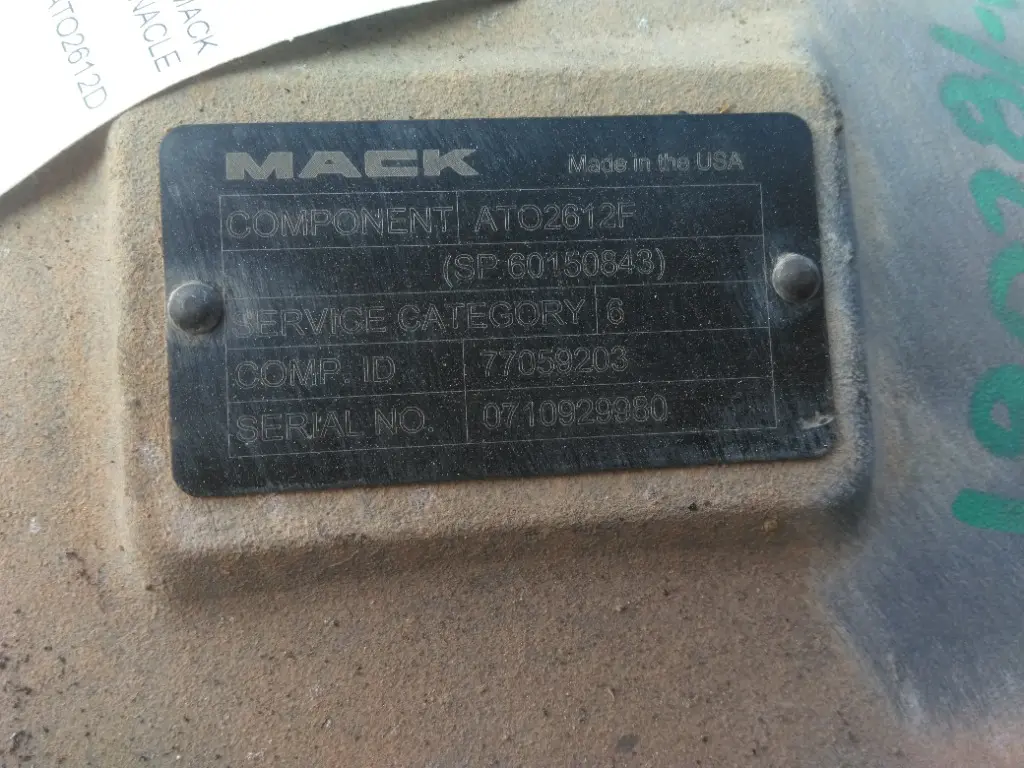 MACK
NACLE
ATO2612D
MACK Made in the USA
COMPONENT ATO2612F
(SP 60150843)
SERVICE CATEGORY 6
COMP. ID 77059203
SERIAL NO. 0710929950